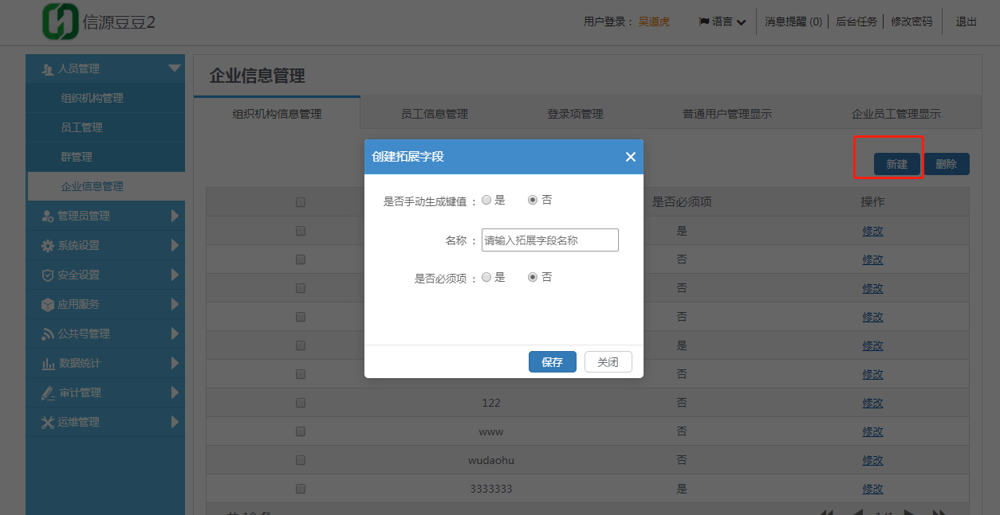 信源豆豆2
用户登录： 吴道虎 语言 消息提醒 (0) 后台任务 修改密码 退出
人员管理
组织机构管理
员工管理
群管理
企业信息管理
管理员管理
系统设置
安全设置
应用服务
公共号管理
数据统计
审计管理
运维管理
企业信息管理
组织机构信息管理 员工信息管理 登录项管理 普通用户管理显示 企业员工管理显示
新建 删除
是否必须项 操作
是 修改
否 修改
否 修改
否 修改
是 修改
否 修改
122 否 修改
www 否 修改
wudaohu 否 修改
3333333 是 修改
1/1
创建拓展字段
是否手动生成键值 ： 是 否
名称 ： 请输入拓展字段名称
是否必须项 ： 是 否
保存 关闭